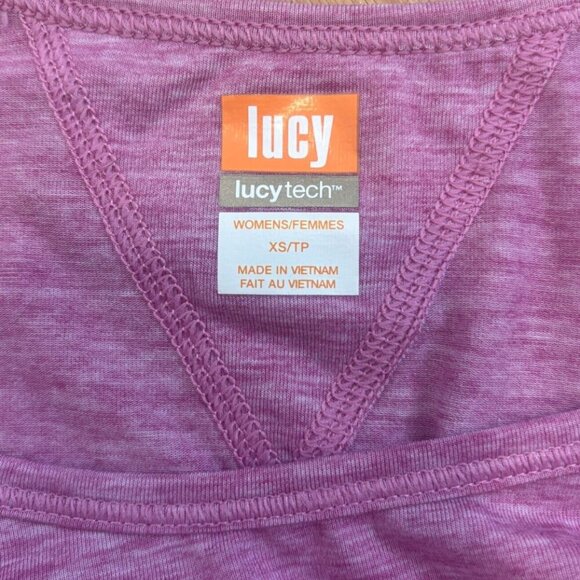 lucy
lucytech™
WOMENS/FEMMES
XS/TP
MADE IN VIETNAM
FAIT AU VIETNAM